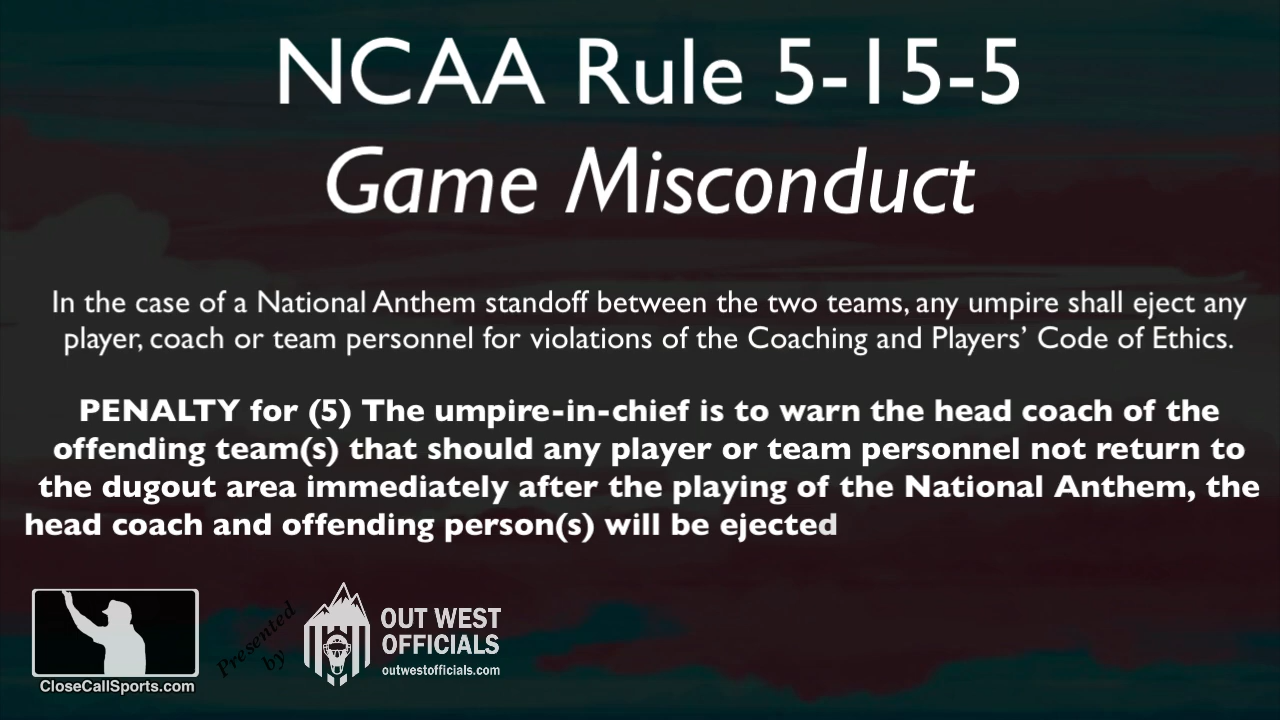 NCAA Rule 5-15-5
Game Misconduct
In the case of a National Anthem standoff between the two teams, any umpire shall eject any
player, coach or team personnel for violations of the Coaching and Players’ Code of Ethics.
PENALTY for (5) The umpire-in-chief is to warn the head coach of the
offending team(s) that should any player or team personnel not return to
the dugout area immediately after the playing of the National Anthem, the
head coach and offending person(s) will be ejected
CloseCallSports.com
Presented
by
OUT WEST
OFFICIALS
outwestofficials.com